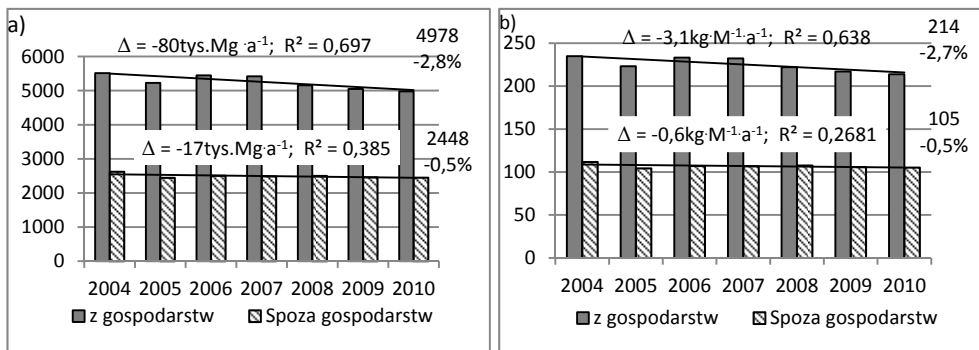 a)
Δ = -80tys.Mg ·a⁻¹; R² = 0,697
4978
-2,8%
6000
5000
4000
3000
2000
1000
0
Δ = -17tys.Mg·a⁻¹; R² = 0,385
2448
-0,5%
2004 2005 2006 2007 2008 2009 2010
z gospodarstw Spoza gospodarstw
b)
Δ = -3,1kg·M⁻¹·a⁻¹; R² = 0,638
214
-2,7%
250
200
150
100
50
0
Δ = -0,6kg·M⁻¹·a⁻¹; R² = 0,2681
105
-0,5%
2004 2005 2006 2007 2008 2009 2010
z gospodarstw Spoza gospodarstw